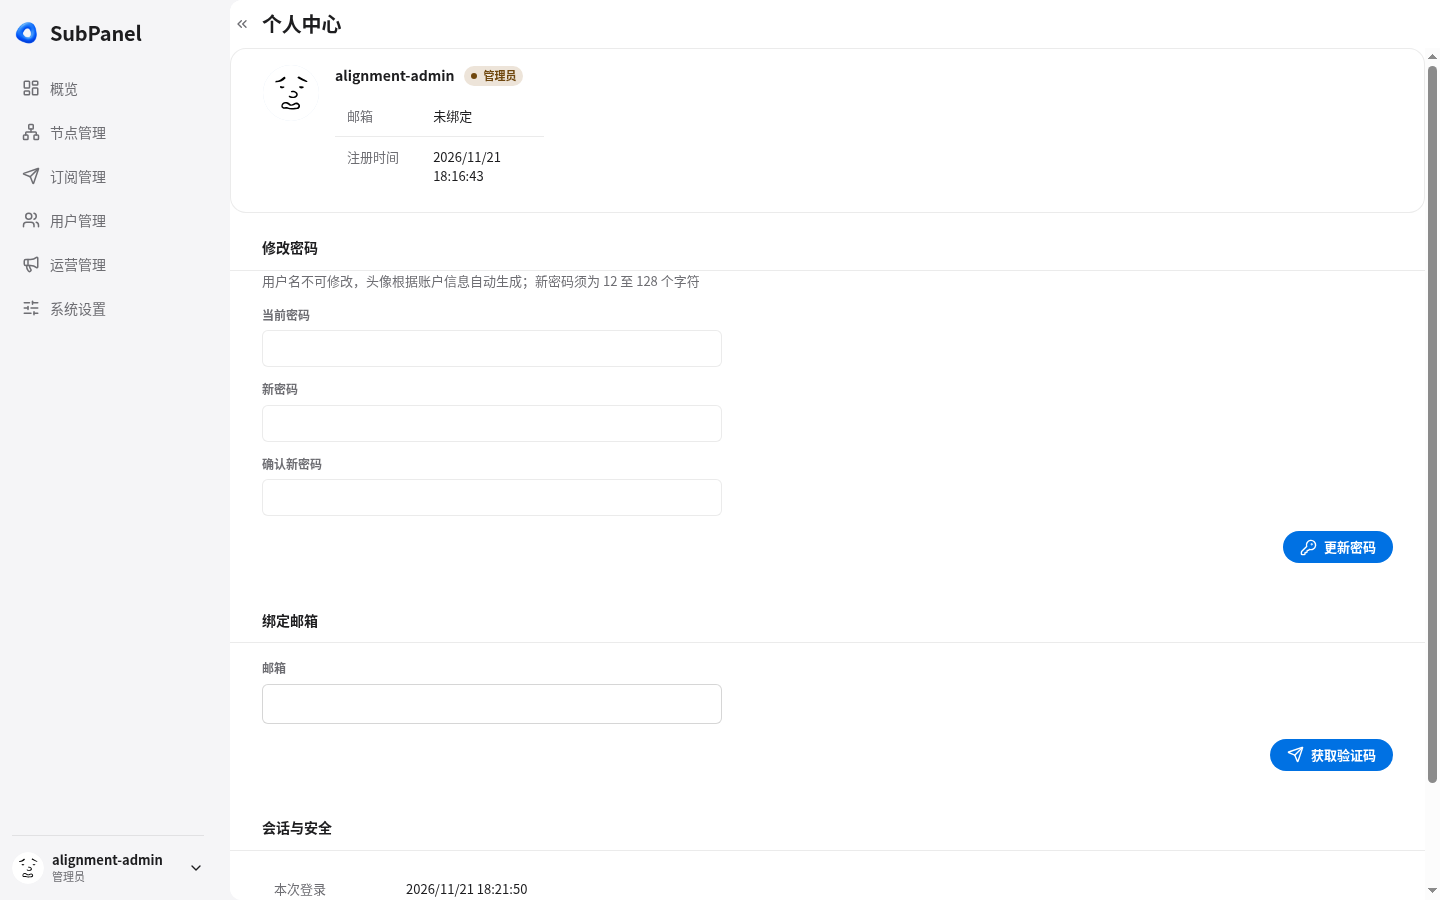 SubPanel
概览
节点管理
订阅管理
用户管理
运营管理
系统设置
alignment-admin
管理员
个人中心
alignment-admin
管理员
邮箱 未绑定
注册时间 2026/11/21
18:16:43
修改密码
用户名不可修改，头像根据账户信息自动生成；新密码须为 12 至 128 个字符
当前密码
新密码
确认新密码
更新密码
绑定邮箱
邮箱
获取验证码
会话与安全
本次登录 2026/11/21 18:21:50